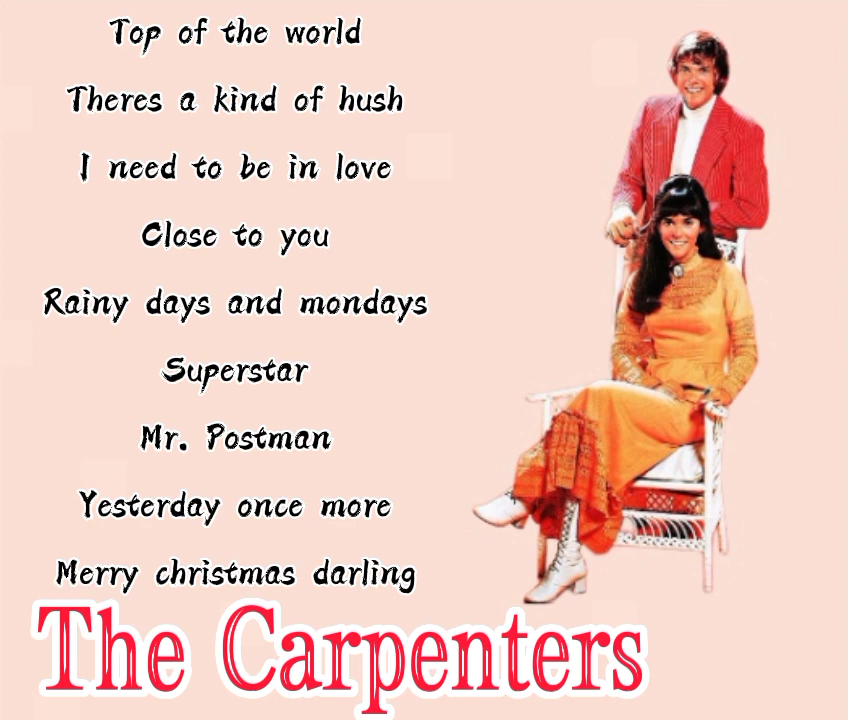 Top of the world
Theres a kind of hush
I need to be in love
Close to you
Rainy days and mondays
Superstar
Mr. Postman
Yesterday once more
Merry christmas darling
The Carpenters